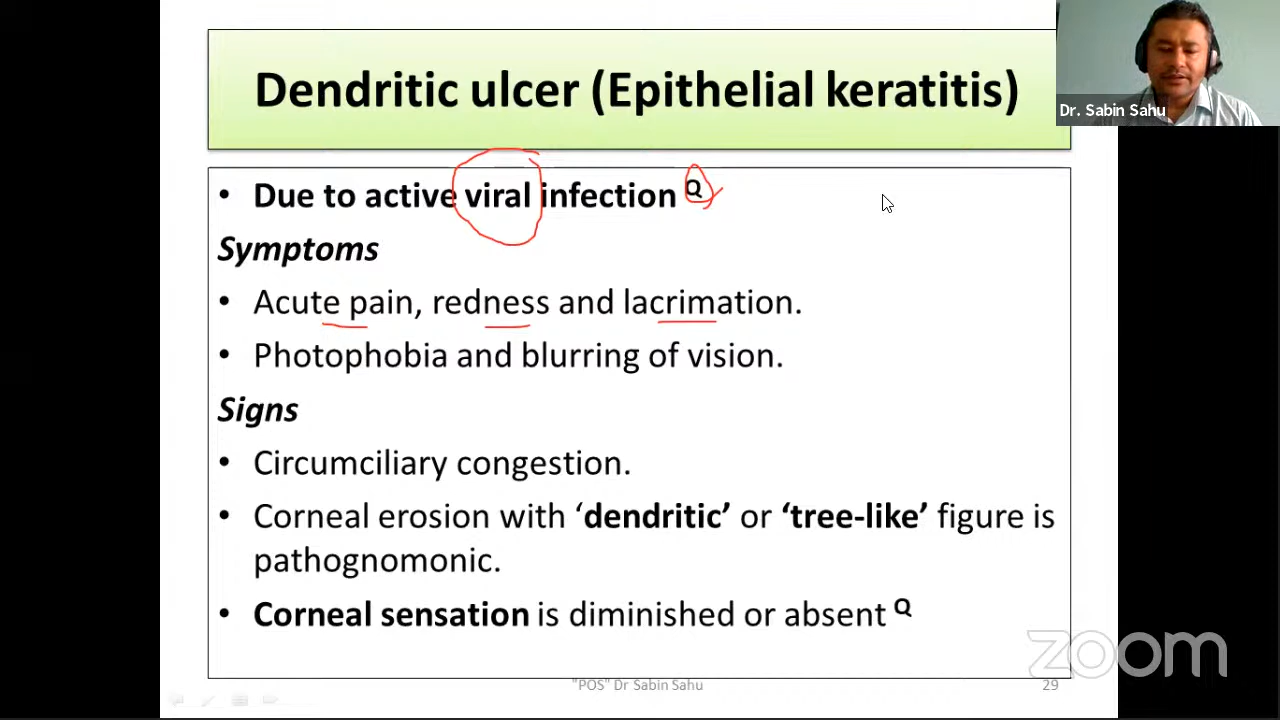 Dendritic ulcer (Epithelial keratitis)
Dr. Sabin Sahu
• Due to active viral infection Q
Symptoms
• Acute pain, redness and lacrimation.
• Photophobia and blurring of vision.
Signs
• Circumciliary congestion.
• Corneal erosion with ‘dendritic’ or ‘tree-like’ figure is
pathognomonic.
• Corneal sensation is diminished or absent Q
zoom
"POS" Dr Sabin Sahu
29